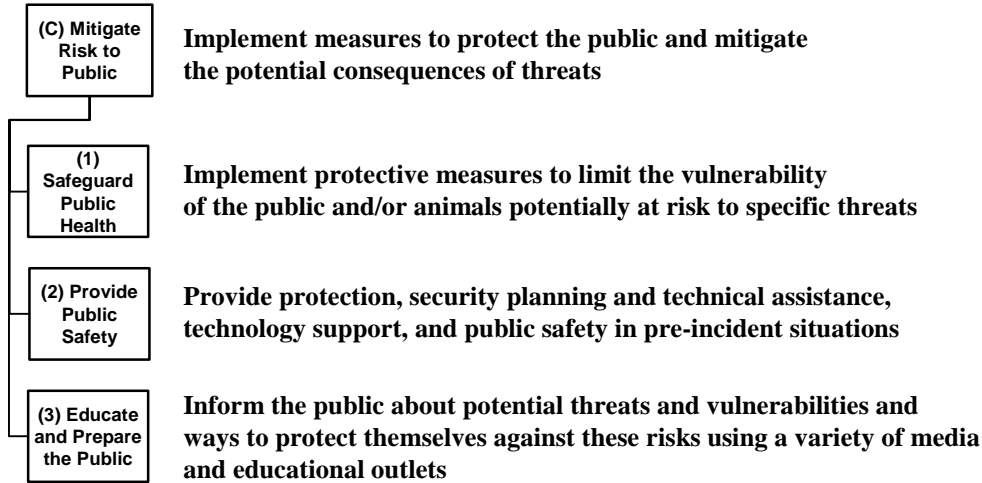 (C) Mitigate
Risk to
Public
Implement measures to protect the public and mitigate
the potential consequences of threats
(1)
Safeguard
Public
Health
Implement protective measures to limit the vulnerability
of the public and/or animals potentially at risk to specific threats
(2) Provide
Public
Safety
Provide protection, security planning and technical assistance,
technology support, and public safety in pre-incident situations
(3) Educate
and Prepare
the Public
Inform the public about potential threats and vulnerabilities and
ways to protect themselves against these risks using a variety of media
and educational outlets